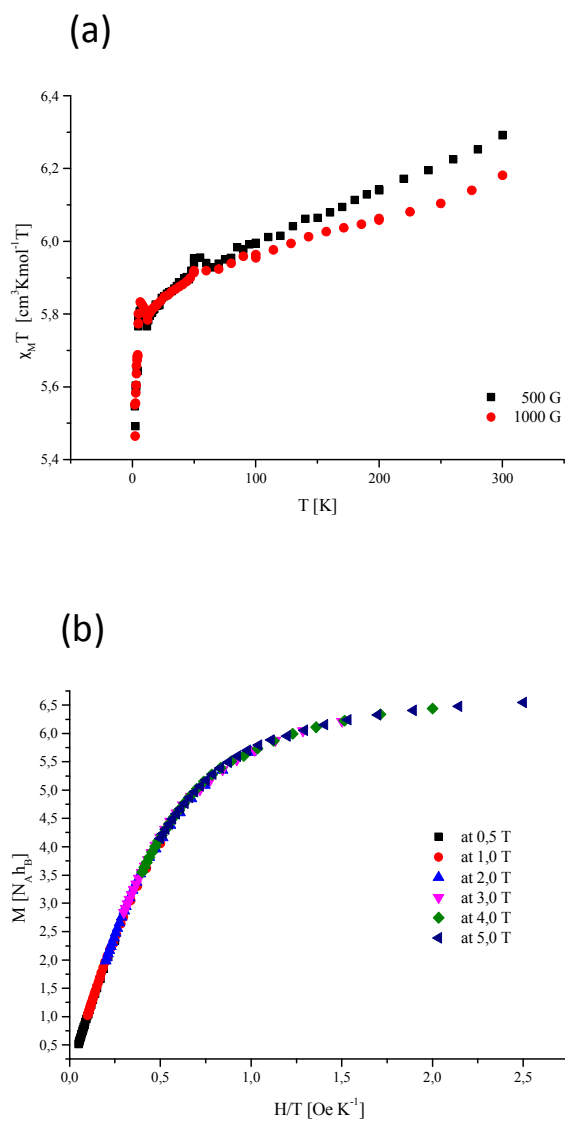 (a)
6,4
6,2
6,0
5,8
5,6
5,4
χ_M T [cm³Kmol⁻¹T]
500 G
1000 G
0
100
200
300
T [K]
(b)
6,5
6,0
5,5
5,0
4,5
4,0
3,5
3,0
2,5
2,0
1,5
1,0
0,5
M [N_A h_B]
at 0,5 T
at 1,0 T
at 2,0 T
at 3,0 T
at 4,0 T
at 5,0 T
0,0
0,5
1,0
1,5
2,0
2,5
H/T [Oe K⁻¹]